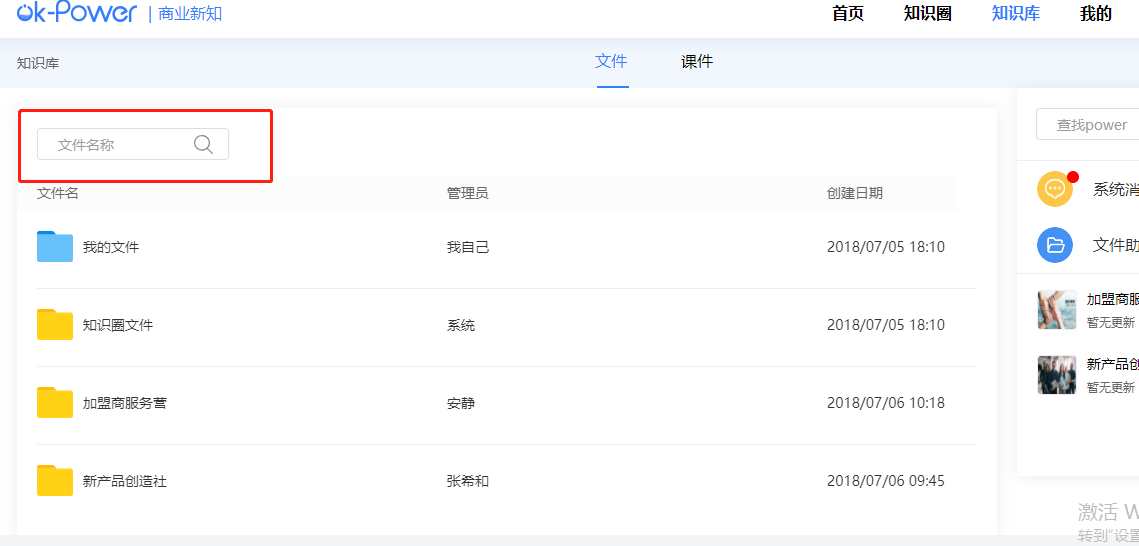 ok-Power | 商业新知 首页 知识圈 知识库 我的
知识库 文件 课件
文件名称
查找power
文件名 管理员 创建日期
系统消
我的文件 我自己 2018/07/05 18:10
文件助
知识圈文件 系统 2018/07/05 18:10
加盟商服
暂无更新
新产品创
暂无更新
加盟商服务营 安静 2018/07/06 10:18
新产品创造社 张希和 2018/07/06 09:45
激活 W
转到"设置